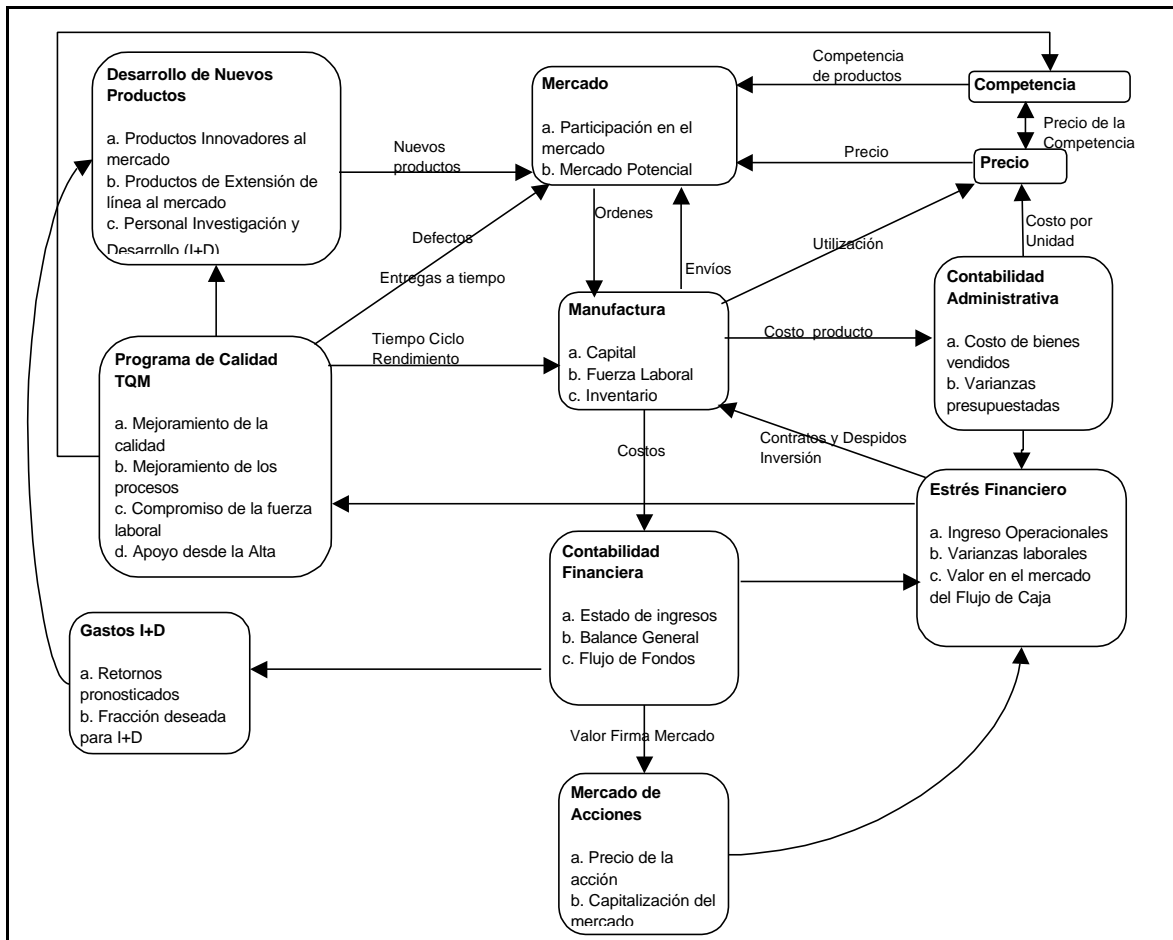 Desarrollo de Nuevos
Productos
a. Productos Innovadores al
mercado
b. Productos de Extensión de
línea al mercado
c. Personal Investigación y
Desarrollo (I+D)
Nuevos
productos
Mercado
a. Participación en el
mercado
b. Mercado Potencial
Competencia
de productos
Competencia
Precio de la
Competencia
Precio
Precio
Defectos
Entregas a tiempo
Ordenes
Envíos
Utilización
Costo por
Unidad
Programa de Calidad
TQM
a. Mejoramiento de la
calidad
b. Mejoramiento de los
procesos
c. Compromiso de la fuerza
laboral
d. Apoyo desde la Alta
Tiempo Ciclo
Rendimiento
Manufactura
a. Capital
b. Fuerza Laboral
c. Inventario
Costo producto
Contabilidad
Administrativa
a. Costo de bienes
vendidos
b. Varianzas
presupuestadas
Costos
Contratos y Despidos
Inversión
Estrés Financiero
a. Ingreso Operacionales
b. Varianzas laborales
c. Valor en el mercado
del Flujo de Caja
Contabilidad
Financiera
a. Estado de ingresos
b. Balance General
c. Flujo de Fondos
Gastos I+D
a. Retornos
pronosticados
b. Fracción deseada
para I+D
Valor Firma Mercado
Mercado de
Acciones
a. Precio de la
acción
b. Capitalización del
mercado